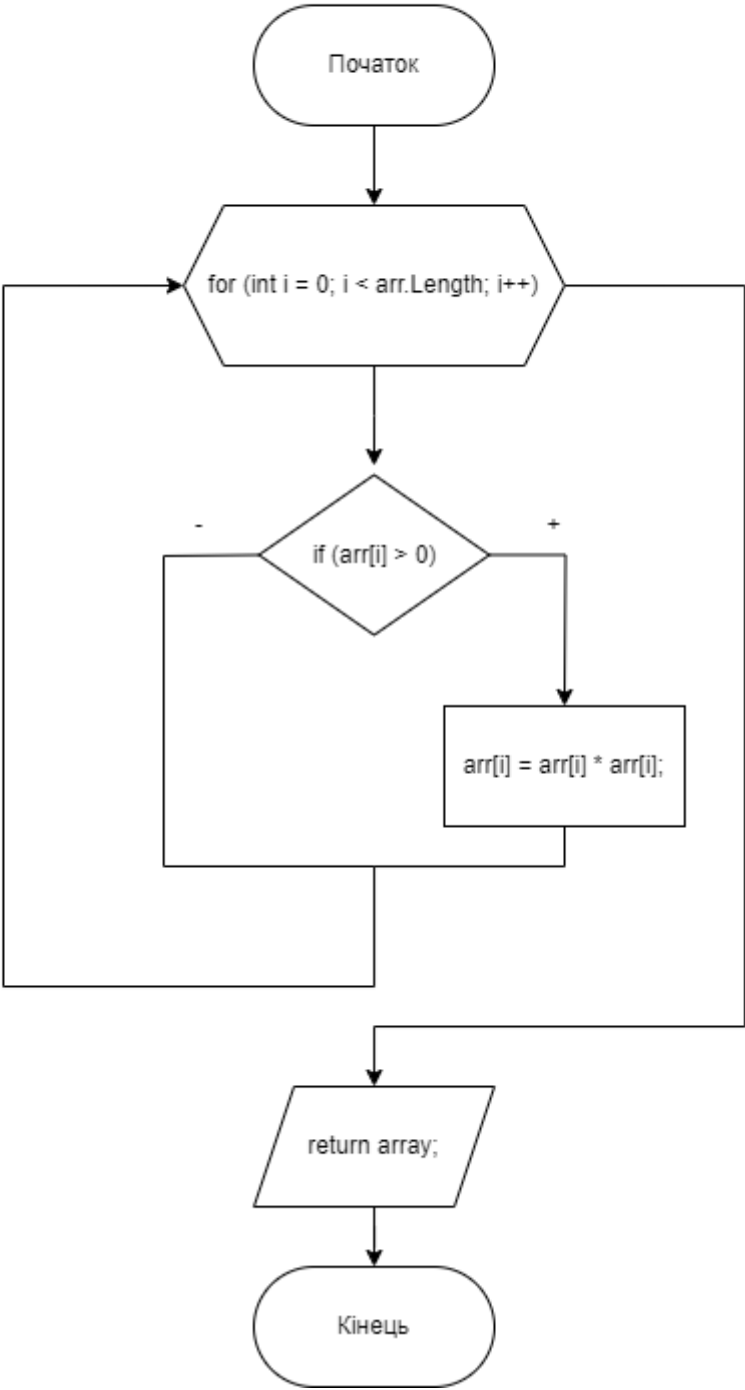 Початок
for (int i = 0; i < arr.Length; i++)
-
+
if (arr[i] > 0)
arr[i] = arr[i] * arr[i];
return array;
Кінець